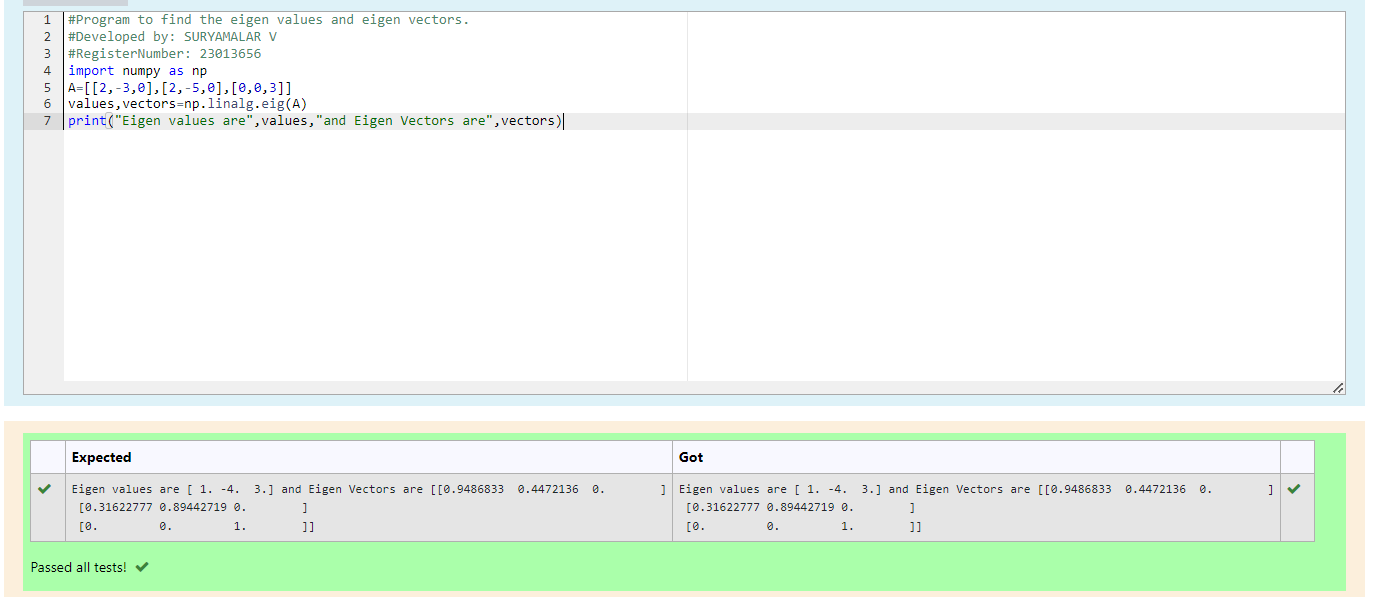 1 #Program to find the eigen values and eigen vectors.
2 #Developed by: SURYAMALAR V
3 #RegisterNumber: 23013656
4 import numpy as np
5 A=[[2,-3,0],[2,-5,0],[0,0,3]]
6 values,vectors=np.linalg.eig(A)
7 print("Eigen values are",values,"and Eigen Vectors are",vectors)
Expected Got
Eigen values are [ 1. -4.  3.] and Eigen Vectors are [[0.9486833  0.4472136  0.        ] Eigen values are [ 1. -4.  3.] and Eigen Vectors are [[0.9486833  0.4472136  0.        ]
[0.31622777 0.89442719 0.        ] [0.31622777 0.89442719 0.        ]
[0.         0.         1.        ]] [0.         0.         1.        ]]
Passed all tests!